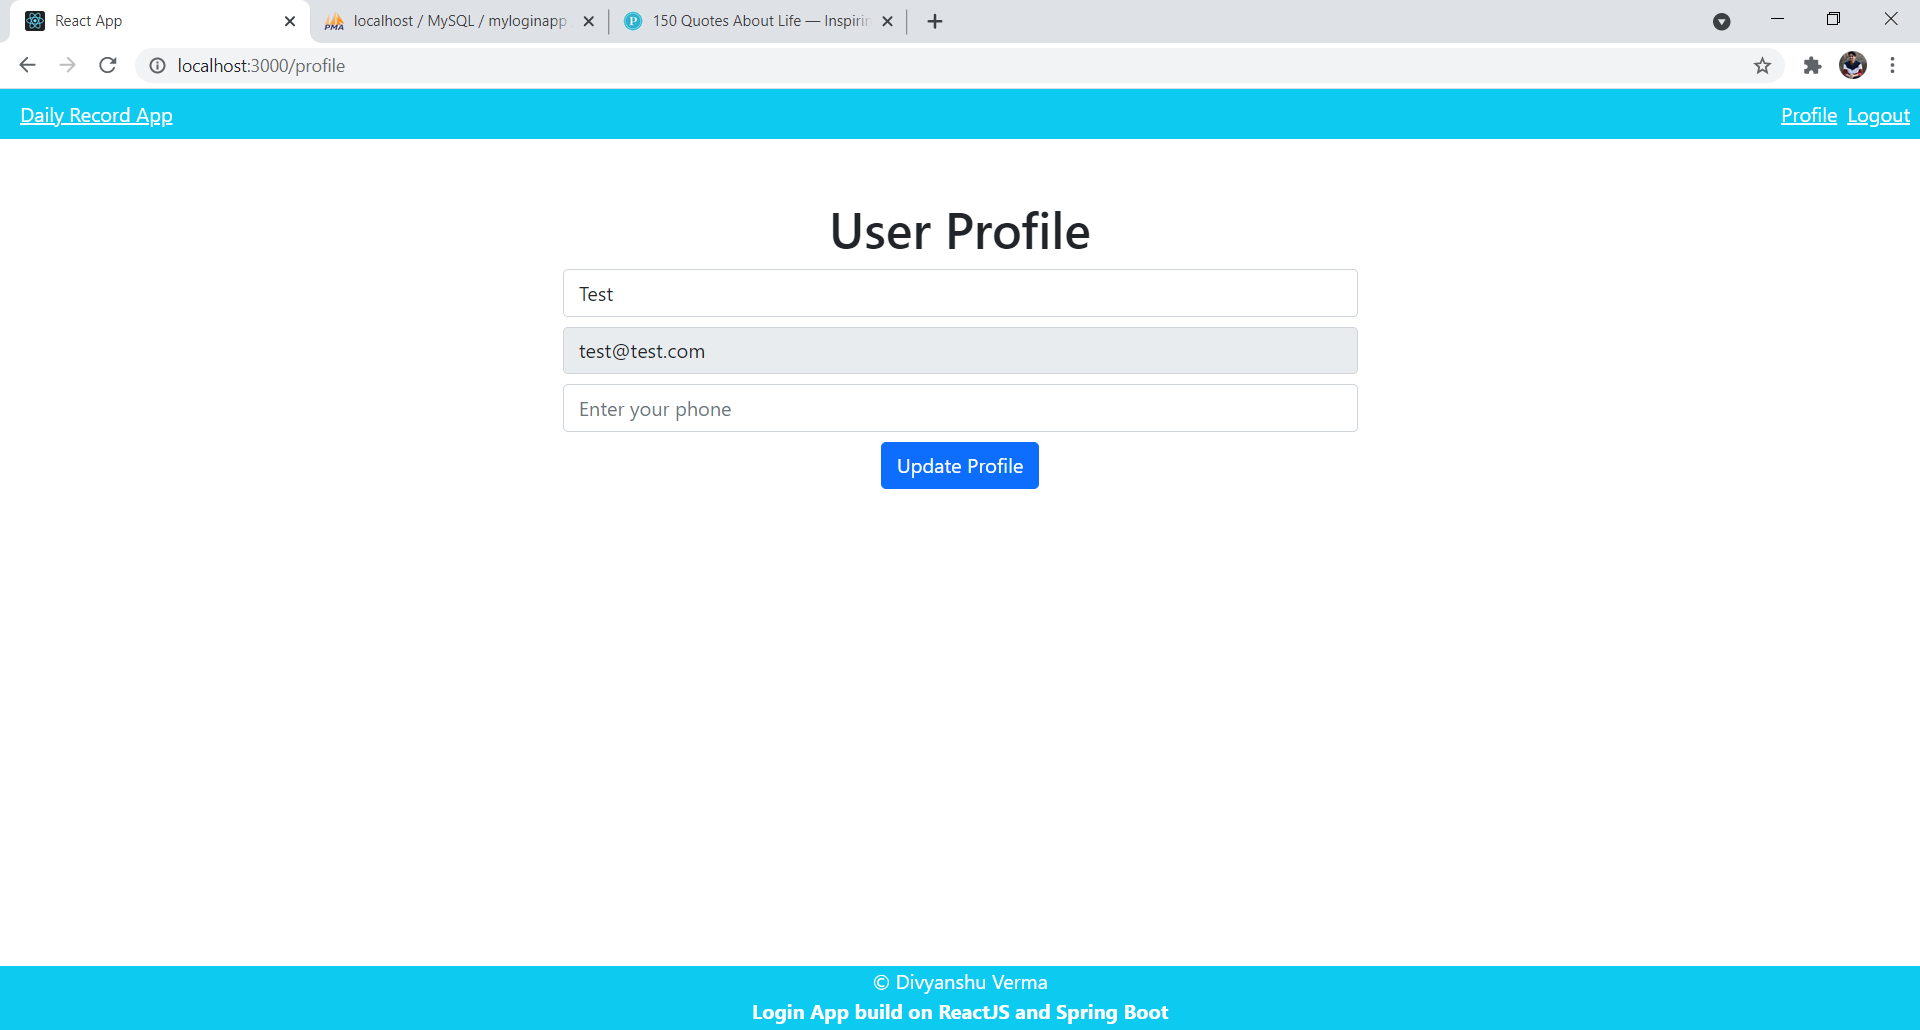 React App
PMA localhost / MySQL / myloginapp
P 150 Quotes About Life — Inspirin
localhost:3000/profile
Daily Record App
Profile Logout
User Profile
Test
test@test.com
Enter your phone
Update Profile
© Divyanshu Verma
Login App build on ReactJS and Spring Boot